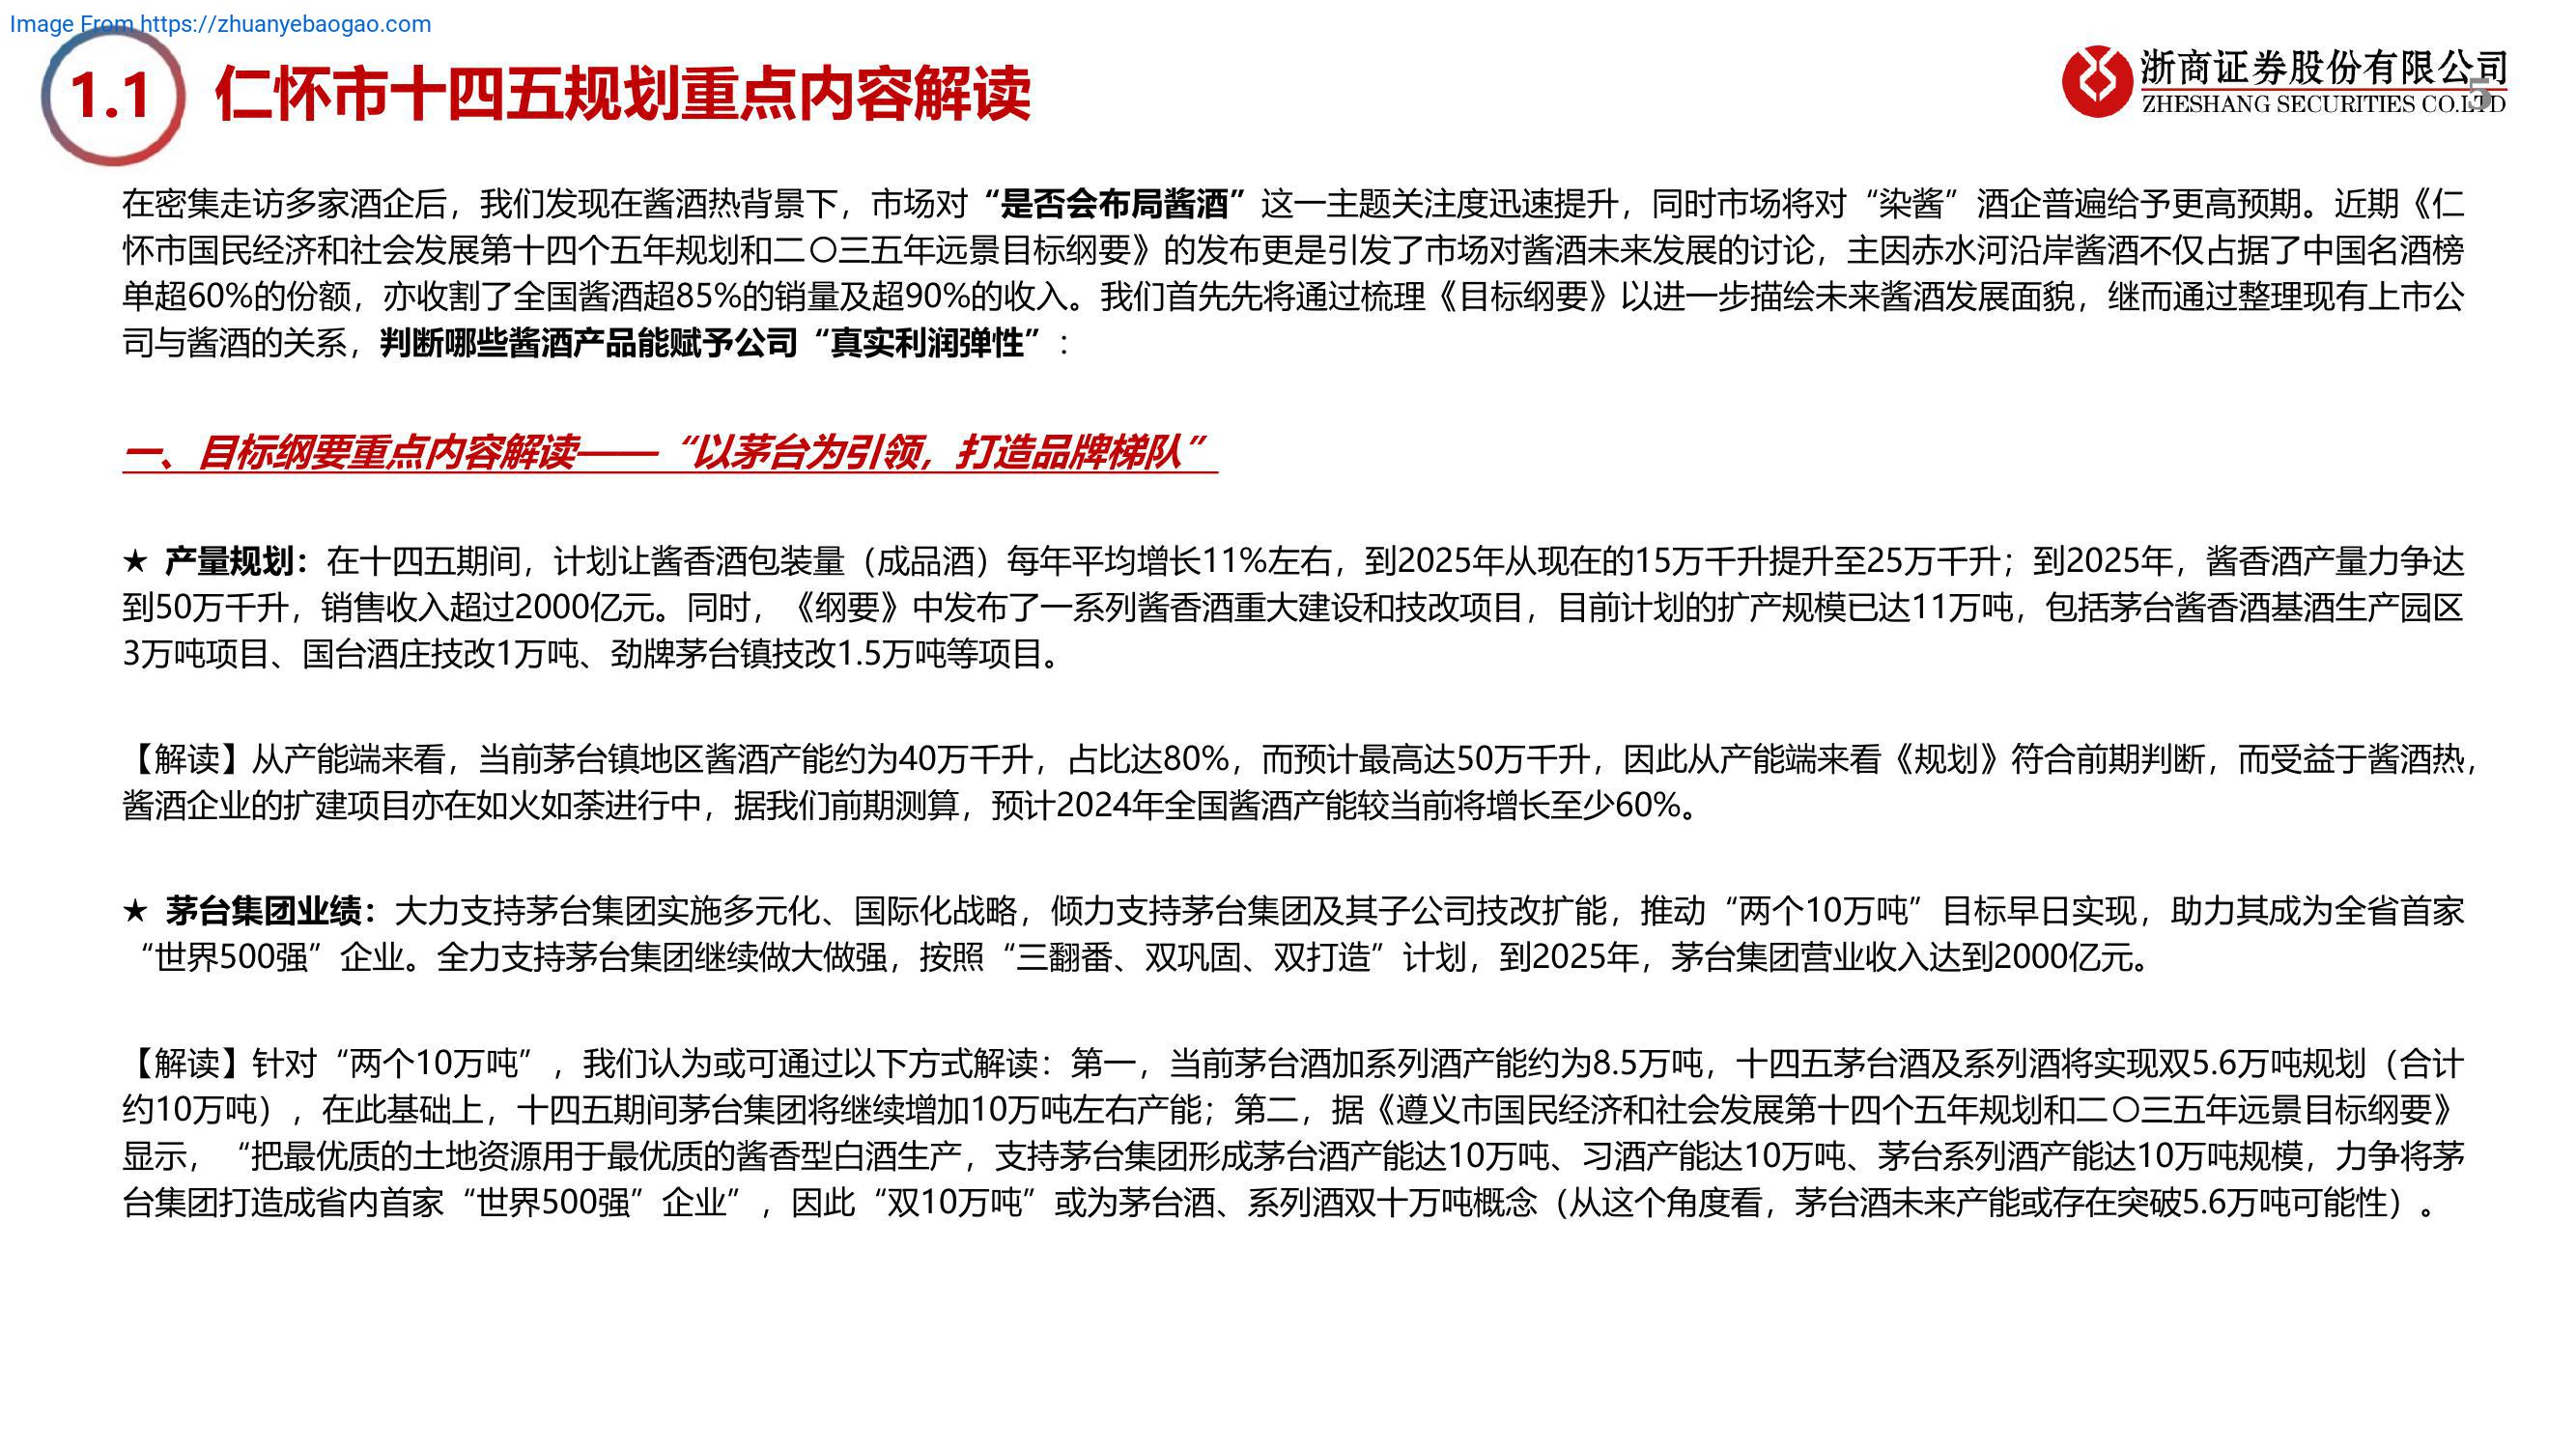 Image From https://zhuanyebaogao.com
1.1 仁怀市十四五规划重点内容解读
浙商证券股份有限公司
ZHESHANG SECURITIES CO.LTD
5
在密集走访多家酒企后，我们发现在酱酒热背景下，市场对“是否会布局酱酒”这一主题关注度迅速提升，同时市场将对“染酱”酒企普遍给予更高预期。近期《仁
怀市国民经济和社会发展第十四个五年规划和二〇三五年远景目标纲要》的发布更是引发了市场对酱酒未来发展的讨论，主因赤水河沿岸酱酒不仅占据了中国名酒榜
单超60%的份额，亦收割了全国酱酒超85%的销量及超90%的收入。我们首先先将通过梳理《目标纲要》以进一步描绘未来酱酒发展面貌，继而通过整理现有上市公
司与酱酒的关系，判断哪些酱酒产品能赋予公司“真实利润弹性”：
一、目标纲要重点内容解读——“以茅台为引领，打造品牌梯队”
★ 产量规划：在十四五期间，计划让酱香酒包装量（成品酒）每年平均增长11%左右，到2025年从现在的15万千升提升至25万千升；到2025年，酱香酒产量力争达
到50万千升，销售收入超过2000亿元。同时，《纲要》中发布了一系列酱香酒重大建设和技改项目，目前计划的扩产规模已达11万吨，包括茅台酱香酒基酒生产园区
3万吨项目、国台酒庄技改1万吨、劲牌茅台镇技改1.5万吨等项目。
【解读】从产能端来看，当前茅台镇地区酱酒产能约为40万千升，占比达80%，而预计最高达50万千升，因此从产能端来看《规划》符合前期判断，而受益于酱酒热，
酱酒企业的扩建项目亦在如火如荼进行中，据我们前期测算，预计2024年全国酱酒产能较当前将增长至少60%。
★ 茅台集团业绩：大力支持茅台集团实施多元化、国际化战略，倾力支持茅台集团及其子公司技改扩能，推动“两个10万吨”目标早日实现，助力其成为全省首家
“世界500强”企业。全力支持茅台集团继续做大做强，按照“三翻番、双巩固、双打造”计划，到2025年，茅台集团营业收入达到2000亿元。
【解读】针对“两个10万吨”，我们认为或可通过以下方式解读：第一，当前茅台酒加系列酒产能约为8.5万吨，十四五茅台酒及系列酒将实现双5.6万吨规划（合计
约10万吨），在此基础上，十四五期间茅台集团将继续增加10万吨左右产能；第二，据《遵义市国民经济和社会发展第十四个五年规划和二〇三五年远景目标纲要》
显示，“把最优质的土地资源用于最优质的酱香型白酒生产，支持茅台集团形成茅台酒产能达10万吨、习酒产能达10万吨、茅台系列酒产能达10万吨规模，力争将茅
台集团打造成省内首家“世界500强”企业”，因此“双10万吨”或为茅台酒、系列酒双十万吨概念（从这个角度看，茅台酒未来产能或存在突破5.6万吨可能性）。